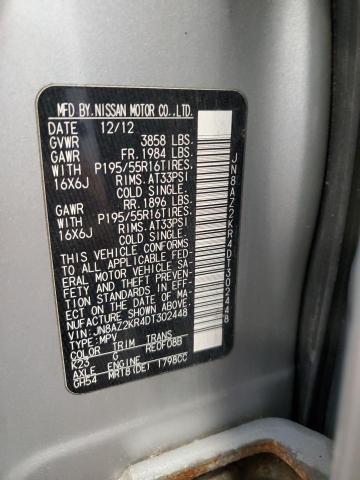 MFD BY. NISSAN MOTOR CO., LTD.
DATE 12/12
GVWR 3858 LBS.
GAWR FR. 1984 LBS.
WITH P195/55R16TIRES,
16X6J RIMS. AT33PSI
COLD SINGLE.
GAWR RR. 1896 LBS.
WITH P195/55R16TIRES,
16X6J RIMS. AT33PSI
COLD SINGLE.
THIS VEHICLE CONFORMS
TO ALL APPLICABLE FED-
ERAL MOTOR VEHICLE SA-
FETY AND THEFT PREVEN-
TION STANDARDS IN EFF-
ECT ON THE DATE OF MA-
NUFACTURE SHOWN ABOVE.
VIN: JN8AZ2KR4DT302448
TYPE: MPV
COLOR TRIM TRANS
K23 G RE0F08B
AXLE ENGINE
GH54 MR18(DE) 1798CC
JN8AZ2KR4DT302448